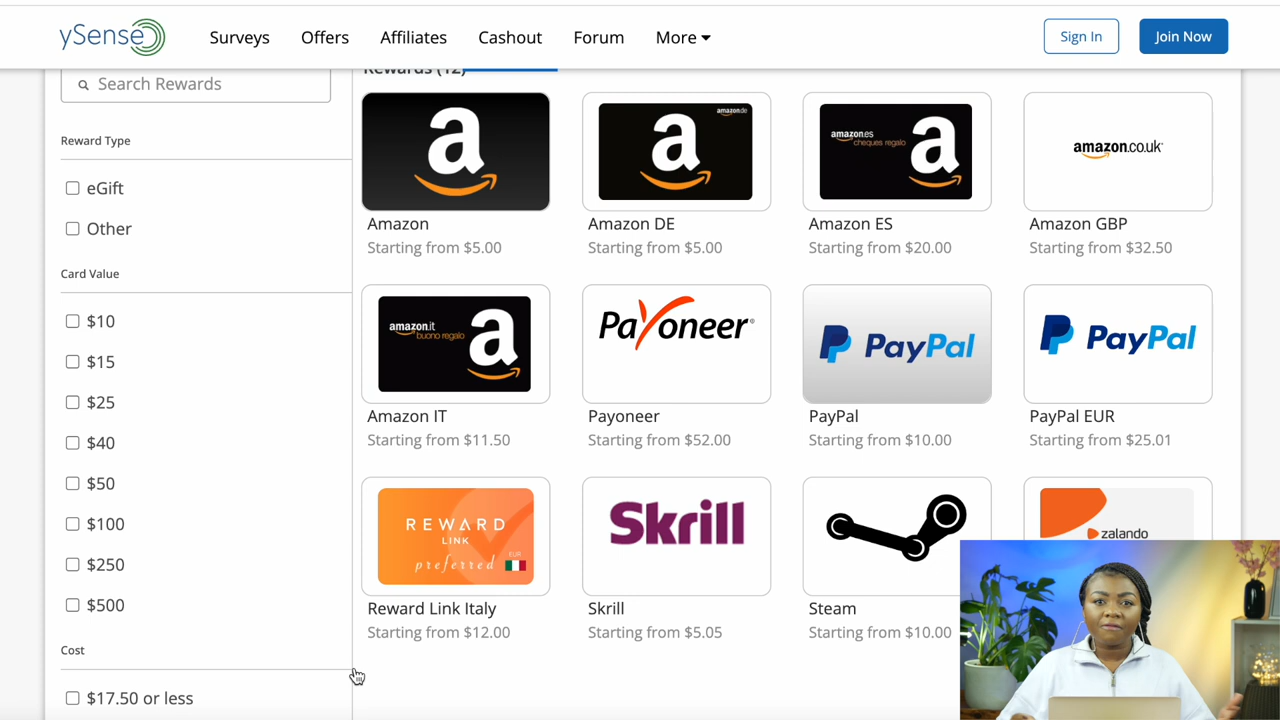 ySense
Surveys
Offers
Affiliates
Cashout
Forum
More
Sign In
Join Now
Search Rewards
Reward Type
eGift
Other
Card Value
$10
$15
$25
$40
$50
$100
$250
$500
Cost
$17.50 or less
Rewards (12)
a
amazon.de
a
amazon.es
cheques regalo
a
amazon.co.uk
Amazon
Starting from $5.00
Amazon DE
Starting from $5.00
Amazon ES
Starting from $20.00
Amazon GBP
Starting from $32.50
amazon.it
buono regalo
a
Payoneer
PayPal
PayPal
Amazon IT
Starting from $11.50
Payoneer
Starting from $52.00
PayPal
Starting from $10.00
PayPal EUR
Starting from $25.01
REWARD
LINK
preferred
EUR
Skrill
zalando
Reward Link Italy
Starting from $12.00
Skrill
Starting from $5.05
Steam
Starting from $10.00